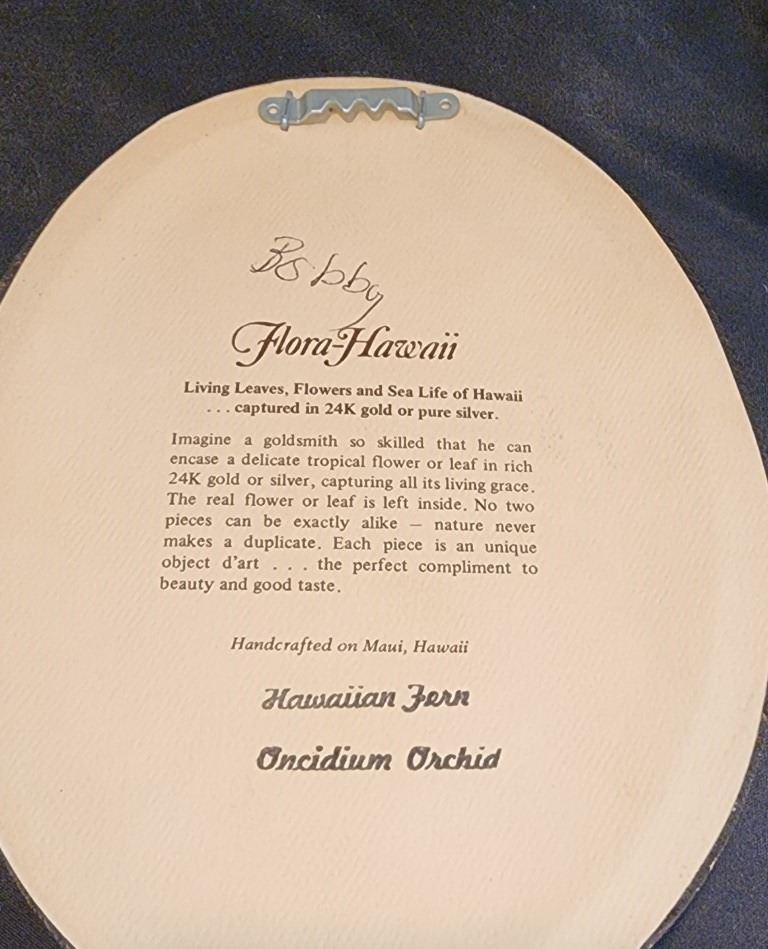 Bobby
Flora-Hawaii
Living Leaves, Flowers and Sea Life of Hawaii
. . . captured in 24K gold or pure silver.
Imagine a goldsmith so skilled that he can
encase a delicate tropical flower or leaf in rich
24K gold or silver, capturing all its living grace.
The real flower or leaf is left inside. No two
pieces can be exactly alike — nature never
makes a duplicate. Each piece is an unique
object d'art . . . the perfect compliment to
beauty and good taste.
Handcrafted on Maui, Hawaii
Hawaiian Fern
Oncidium Orchid